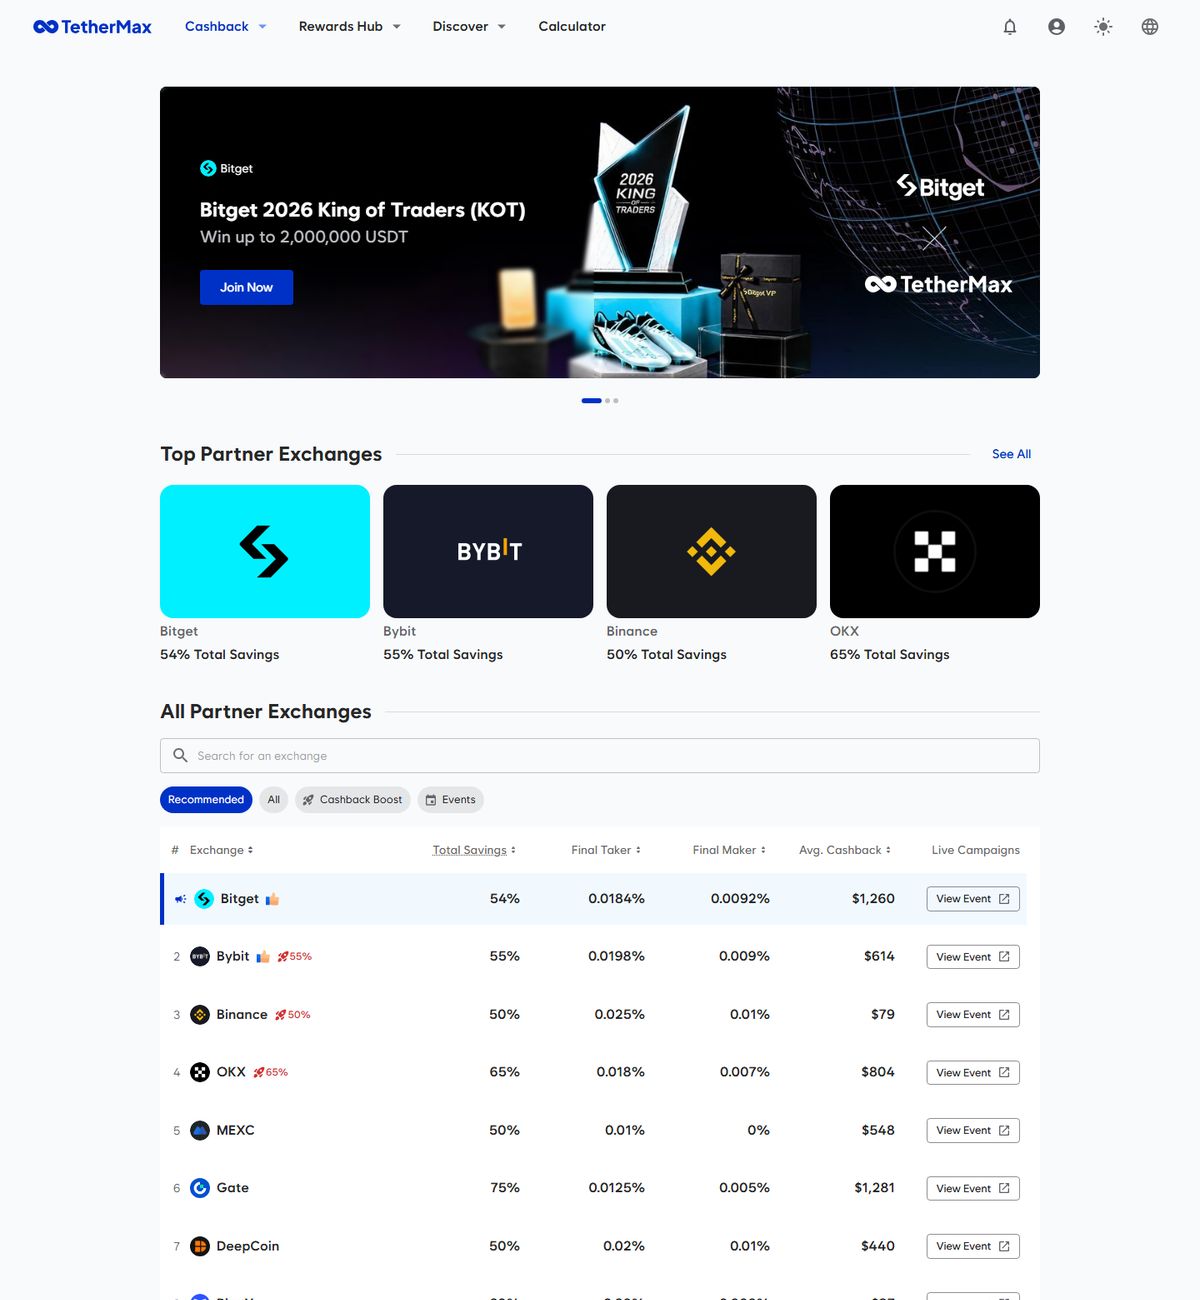 TetherMax
Cashback
Rewards Hub
Discover
Calculator
Bitget
Bitget 2026 King of Traders (KOT)
Win up to 2,000,000 USDT
Join Now
2026
KING
OF
TRADERS
Bitget VIP
Bitget
TetherMax
Top Partner Exchanges
See All
BYBIT
Bitget
54% Total Savings
Bybit
55% Total Savings
Binance
50% Total Savings
OKX
65% Total Savings
All Partner Exchanges
Search for an exchange
Recommended
All
Cashback Boost
Events
# Exchange Total Savings Final Taker Final Maker Avg. Cashback Live Campaigns
Bitget 54% 0.0184% 0.0092% $1,260 View Event
2 BYBIT Bybit 55% 55% 0.0198% 0.009% $614 View Event
3 Binance 50% 50% 0.025% 0.01% $79 View Event
4 OKX 65% 65% 0.018% 0.007% $804 View Event
5 MEXC 50% 0.01% 0% $548 View Event
6 Gate 75% 0.0125% 0.005% $1,281 View Event
7 DeepCoin 50% 0.02% 0.01% $440 View Event